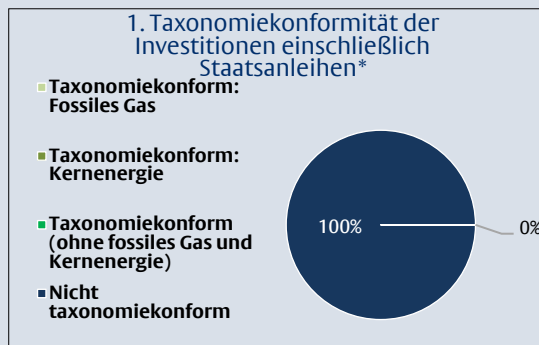 1. Taxonomiekonformität der
Investitionen einschließlich
Staatsanleihen*
Taxonomiekonform:
Fossiles Gas
Taxonomiekonform:
Kernenergie
Taxonomiekonform
(ohne fossiles Gas und
Kernenergie)
Nicht
taxonomiekonform
100%
0%